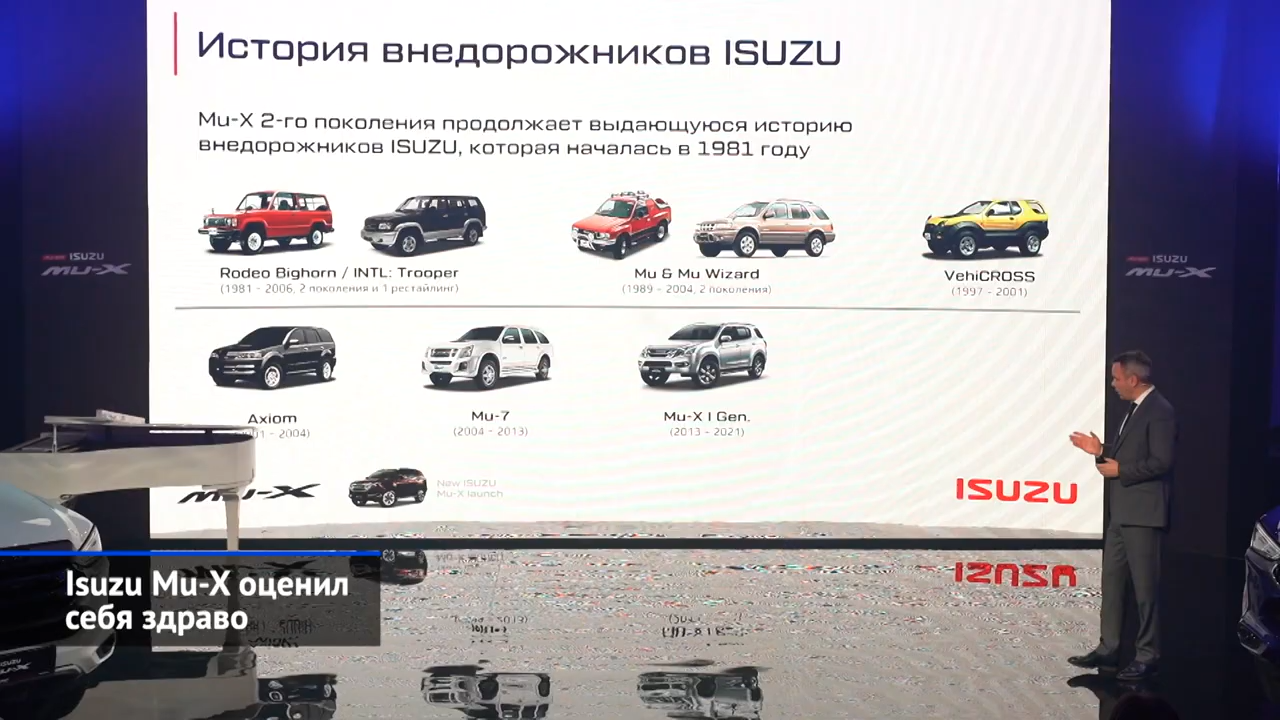 История внедорожников ISUZU
Mu-X 2-го поколения продолжает выдающуюся историю
внедорожников ISUZU, которая началась в 1981 году
Rodeo Bighorn / INTL: Trooper
(1981 - 2006, 2 поколения и 1 рестайлинг)
Mu & Mu Wizard
(1989 - 2004, 2 поколения)
VehiCROSS
(1997 - 2001)
ISUZU
MU-X
ISUZU
MU-X
Axiom
- 2004)
Mu-7
(2004 - 2013)
Mu-X I Gen.
(2013 - 2021)
MU-X
New ISUZU
Mu-X launch
ISUZU
Isuzu Mu-X оценил
себя здраво